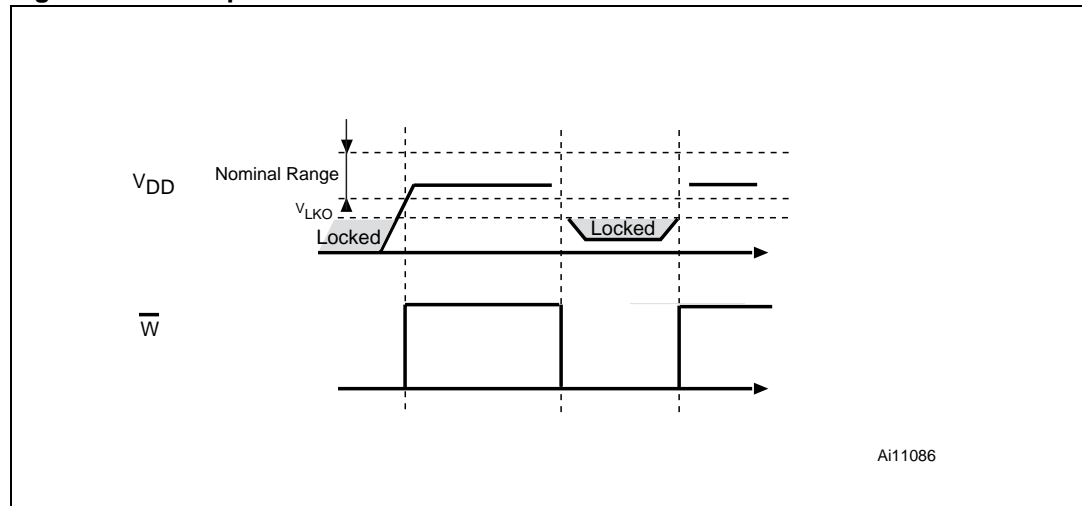 Nominal Range
VDD
VLKO
Locked
Locked
W̅
Ai11086